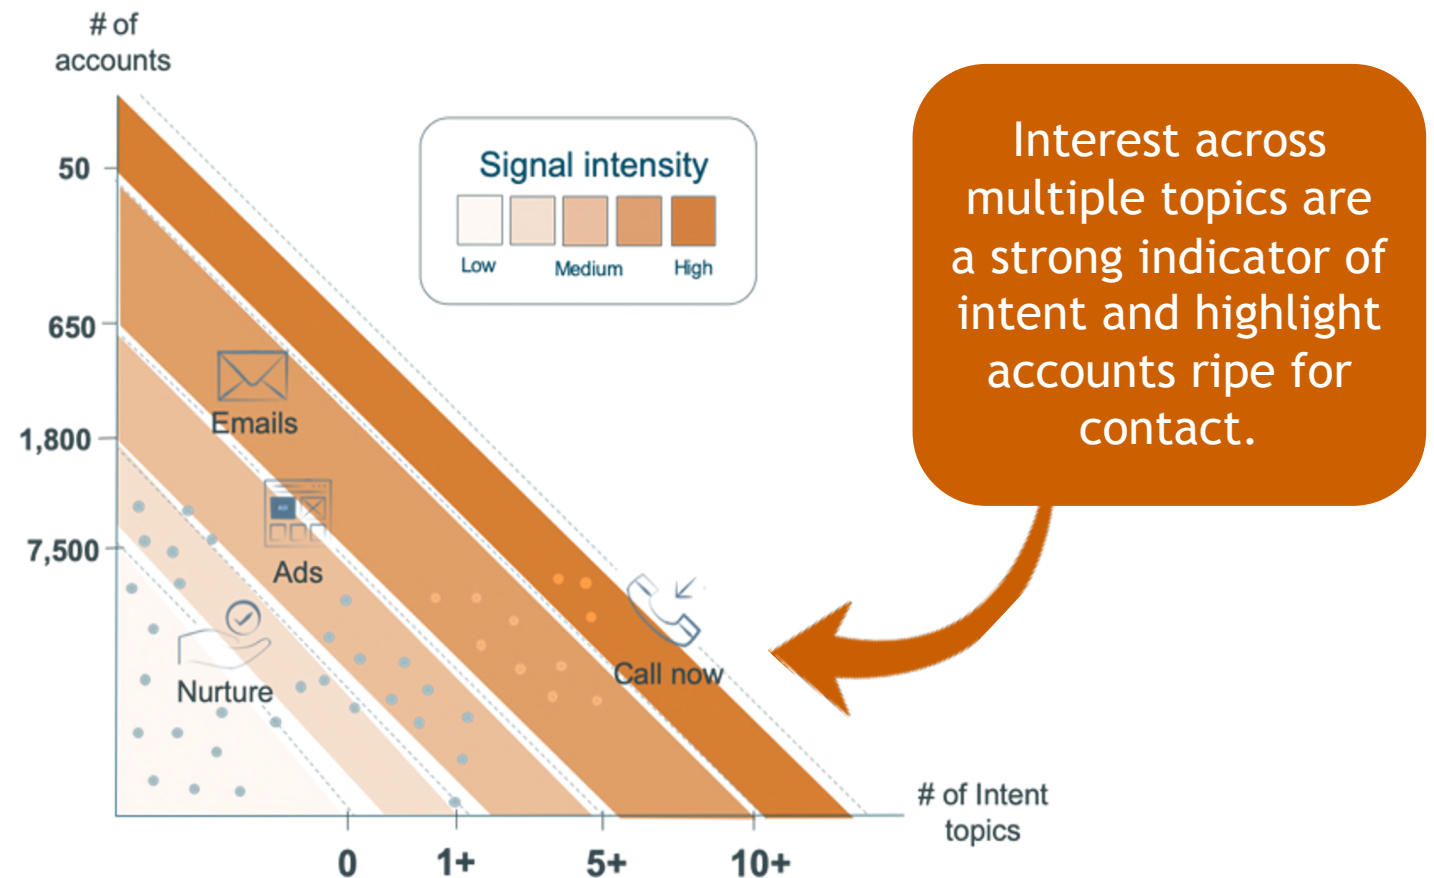 # of
accounts
50
650
1,800
7,500
Signal intensity
Low
Medium
High
Emails
Ads
Nurture
Call now
Interest across
multiple topics are
a strong indicator of
intent and highlight
accounts ripe for
contact.
# of Intent
topics
0
1+
5+
10+